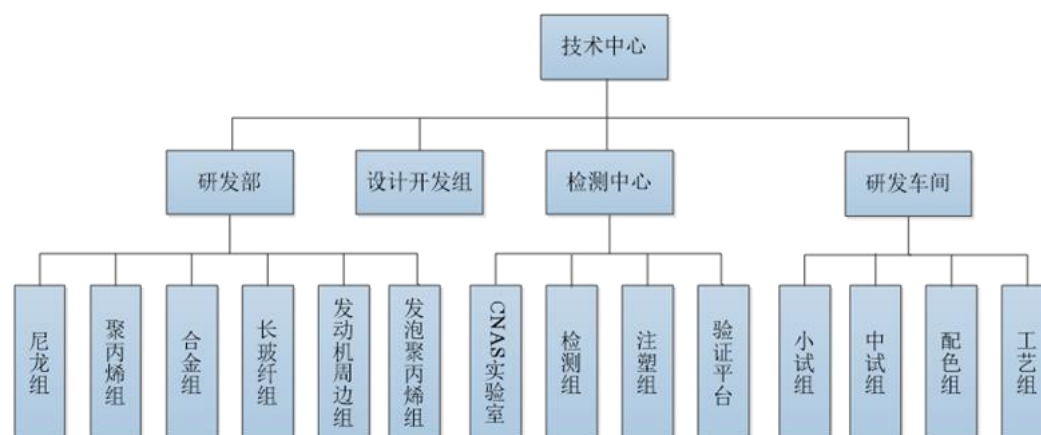 技术中心
研发部
设计开发组
检测中心
研发车间
尼龙组
聚丙烯组
合金组
长玻纤组
发动机周边组
发泡聚丙烯组
CNAS实验室
检测组
注塑组
验证平台
小试组
中试组
配色组
工艺组